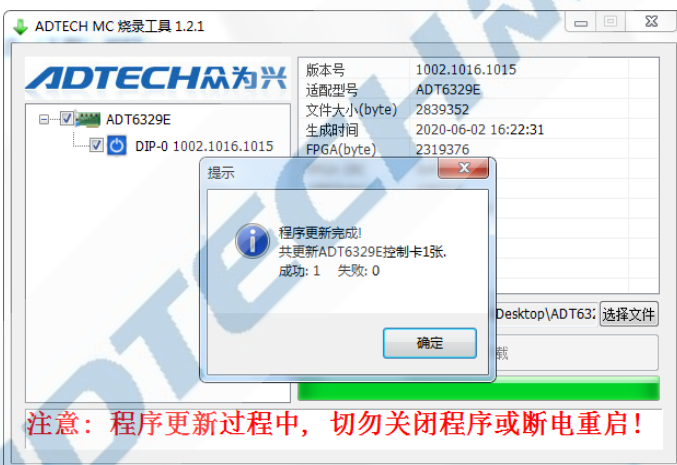 ADTECH MC 烧录工具 1.2.1
ADTECH众为兴
ADT6329E
DIP-0 1002.1016.1015
版本号 1002.1016.1015
适配型号 ADT6329E
文件大小(byte) 2839352
生成时间 2020-06-02 16:22:31
FPGA(byte) 2319376
提示
程序更新完成!
共更新ADT6329E控制卡1张.
成功: 1 失败: 0
确定
Desktop\ADT632
选择文件
载
注意：程序更新过程中，切勿关闭程序或断电重启！
ADTECH